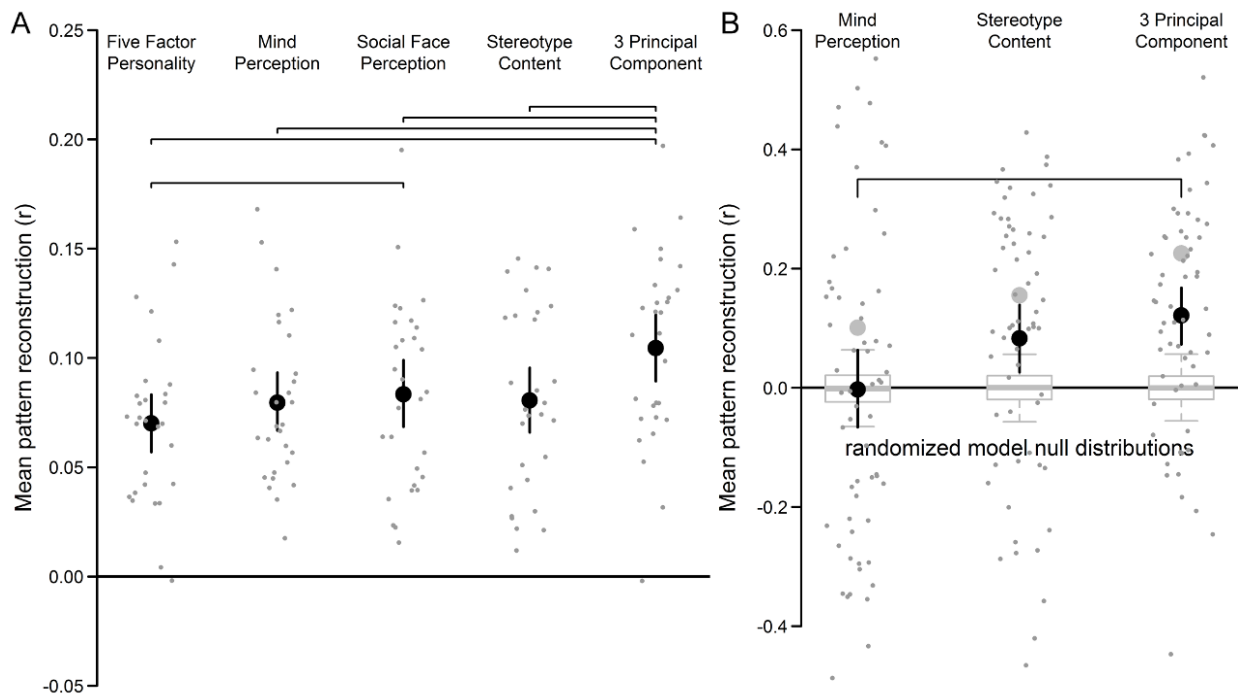 A
Five Factor
Personality
Mind
Perception
Social Face
Perception
Stereotype
Content
3 Principal
Component
Mean pattern reconstruction (r)
0.25
0.20
0.15
0.10
0.05
0.00
-0.05
B
Mind
Perception
Stereotype
Content
3 Principal
Component
Mean pattern reconstruction (r)
0.6
0.4
0.2
0.0
-0.2
-0.4
randomized model null distributions